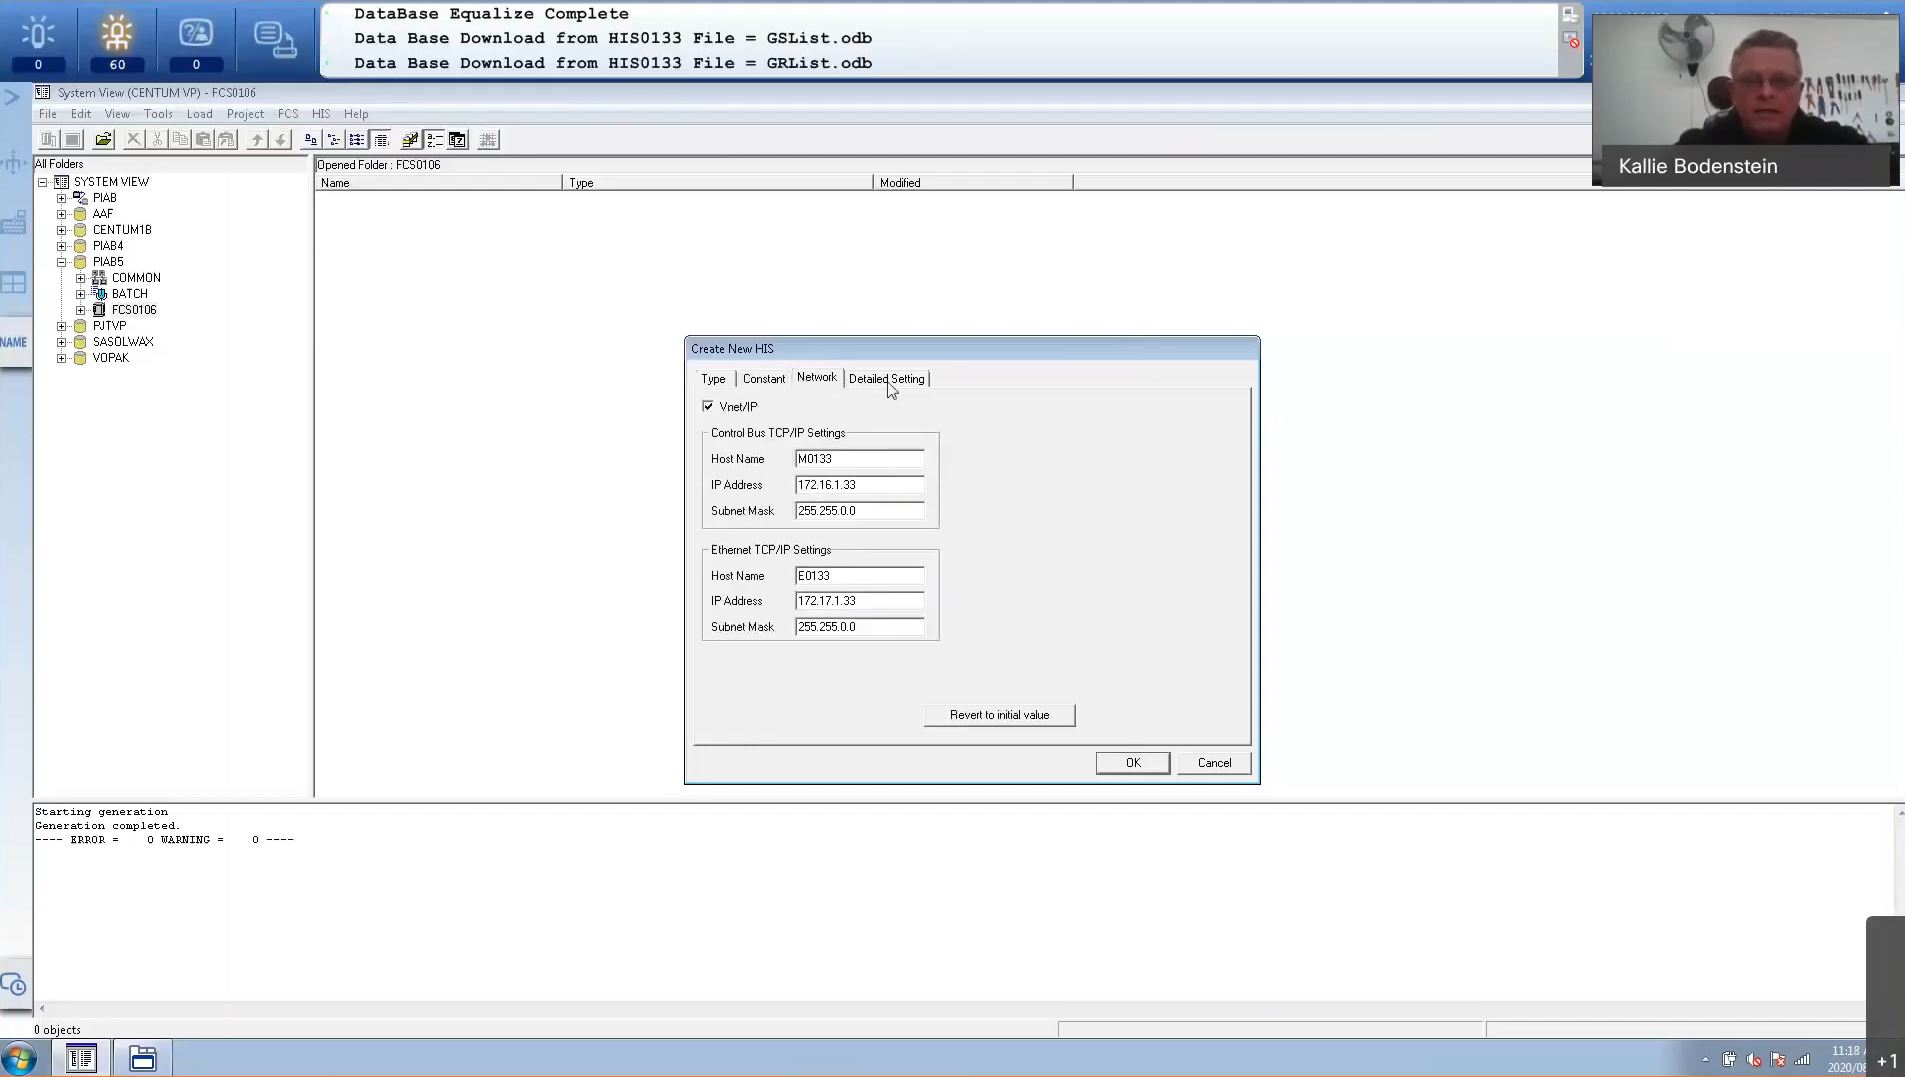 DataBase Equalize Complete
Data Base Download from HIS0133 File = GSList.odb
Data Base Download from HIS0133 File = GRList.odb
0
60
0
Kallie Bodenstein
System View (CENTUM VP) - FCS0106
File Edit View Tools Load Project FCS HIS Help
All Folders
Opened Folder : FCS0106
Name Type Modified
SYSTEM VIEW
PIAB
AAF
CENTUM1B
PIAB4
PIAB5
COMMON
BATCH
FCS0106
PJTVP
SASOLWAX
VOPAK
NAME
Create New HIS
Type Constant Network Detailed Setting
Vnet/IP
Control Bus TCP/IP Settings
Host Name M0133
IP Address 172.16.1.33
Subnet Mask 255.255.0.0
Ethernet TCP/IP Settings
Host Name E0133
IP Address 172.17.1.33
Subnet Mask 255.255.0.0
Revert to initial value
OK Cancel
Starting generation
Generation completed.
---- ERROR = 0 WARNING = 0 ----
0 objects
11:18
2020/08
+1